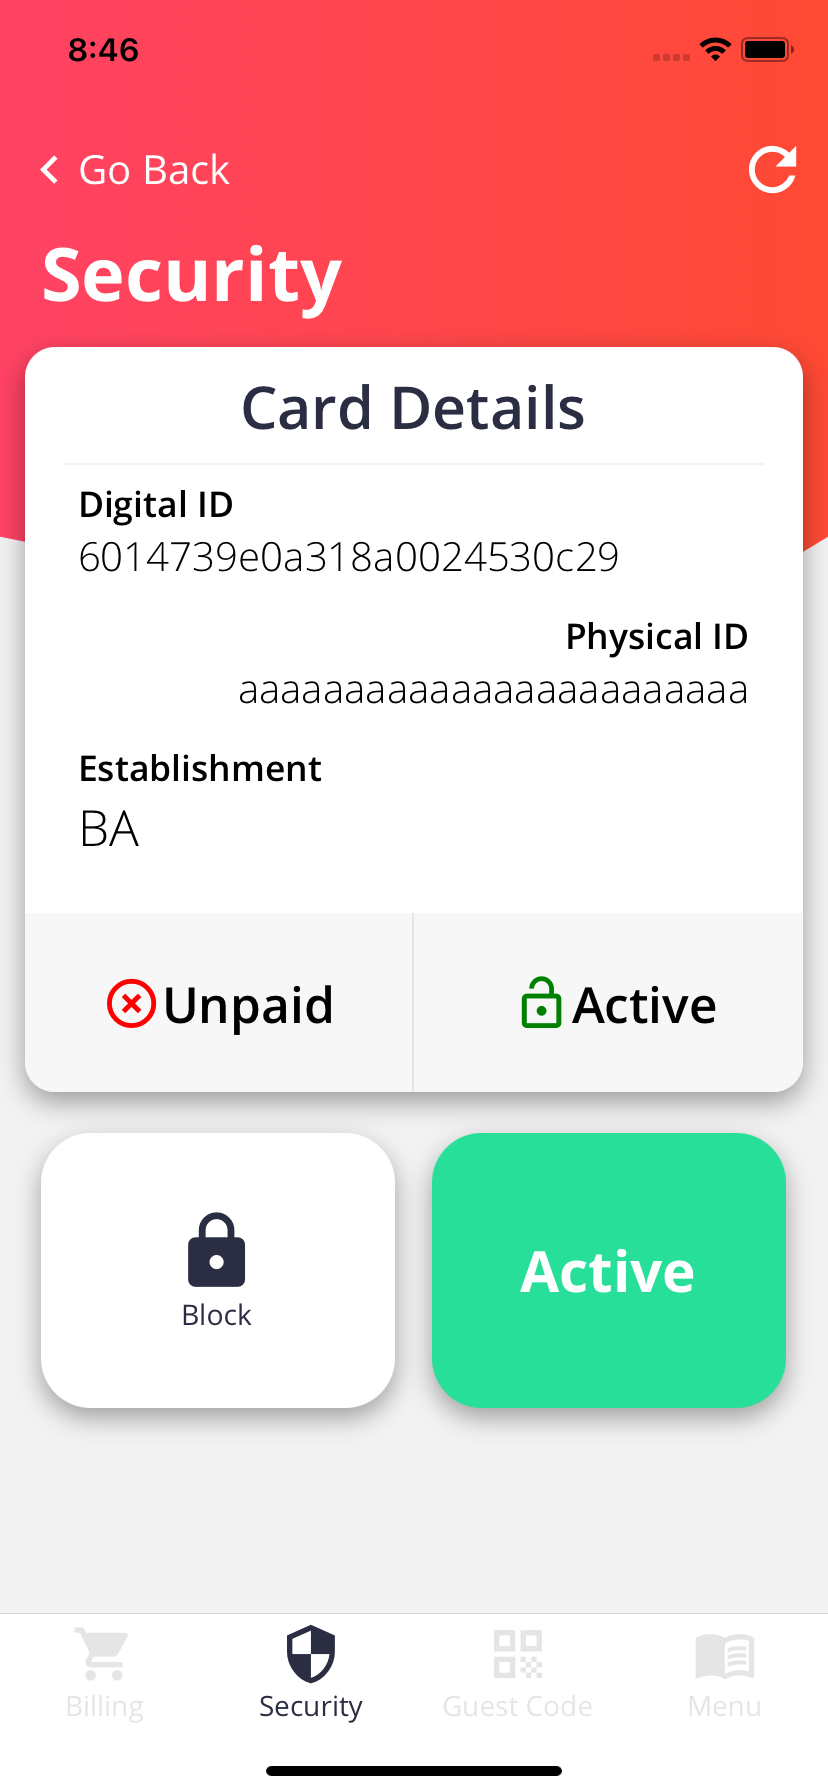 8:46
Go Back
Security
Card Details
Digital ID
6014739e0a318a0024530c29
Physical ID
aaaaaaaaaaaaaaaaaaaaaaaa
Establishment
BA
Unpaid
Active
Block
Active
Billing
Security
Guest Code
Menu